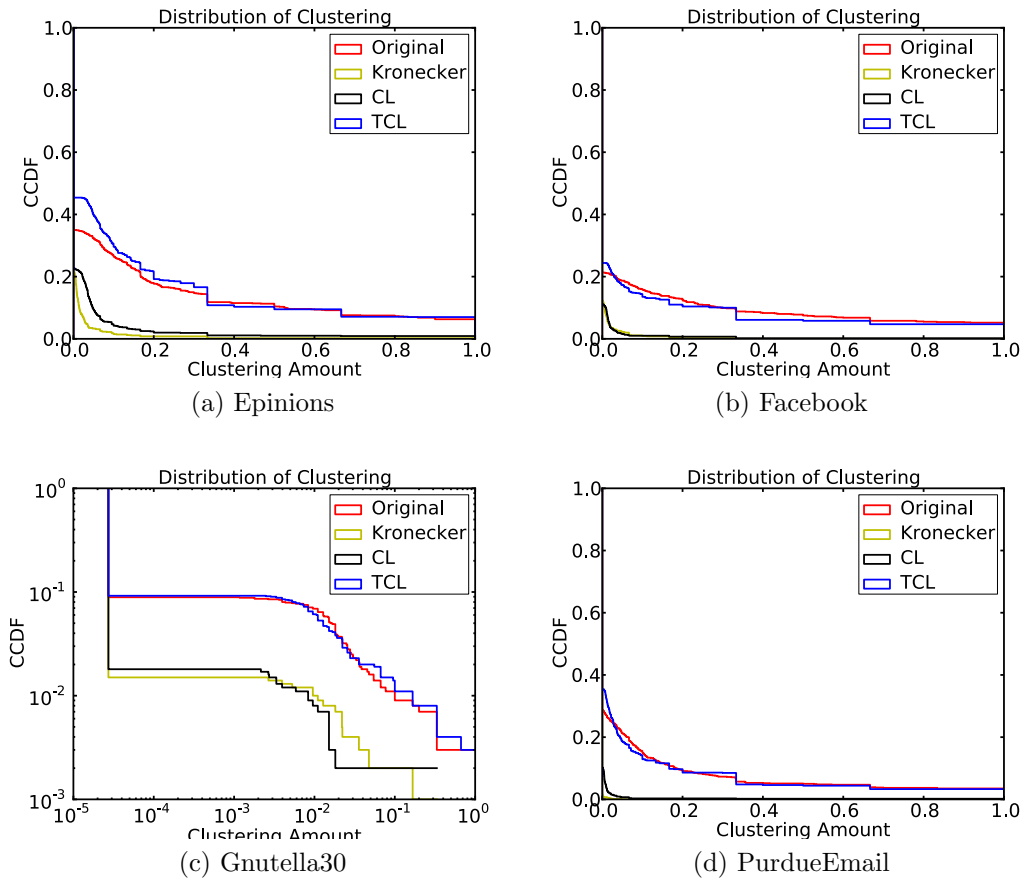 Distribution of Clustering
1.0
0.8
0.6
0.4
0.2
0.0
CCDF
Original
Kronecker
CL
TCL
0.0 0.2 0.4 0.6 0.8 1.0
Clustering Amount
(a) Epinions
Distribution of Clustering
1.0
0.8
0.6
0.4
0.2
0.0
CCDF
Original
Kronecker
CL
TCL
0.0 0.2 0.4 0.6 0.8 1.0
Clustering Amount
(b) Facebook
Distribution of Clustering
10^0
10^-1
10^-2
10^-3
CCDF
Original
Kronecker
CL
TCL
10^-5 10^-4 10^-3 10^-2 10^-1 10^0
Clustering Amount
(c) Gnutella30
Distribution of Clustering
1.0
0.8
0.6
0.4
0.2
0.0
CCDF
Original
Kronecker
CL
TCL
0.0 0.2 0.4 0.6 0.8 1.0
Clustering Amount
(d) PurdueEmail